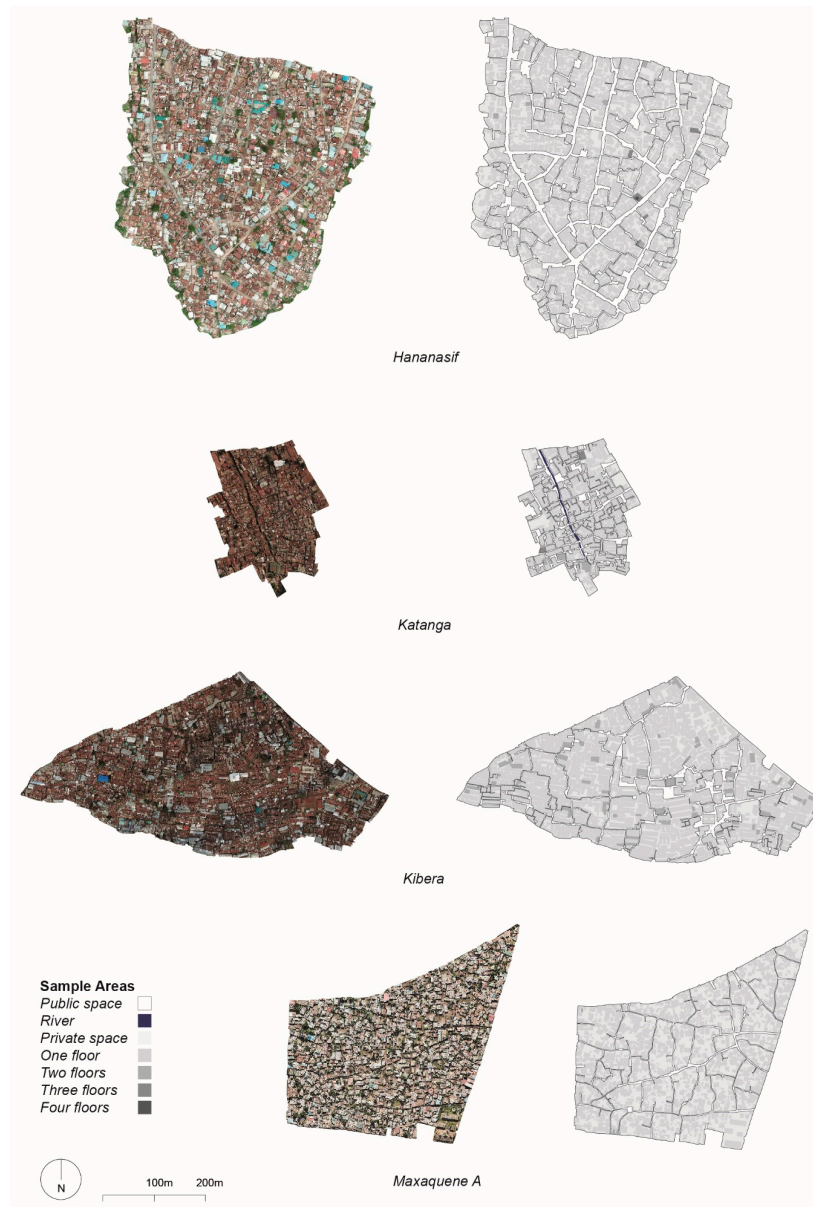 Hananasif
Katanga
Kibera
Sample Areas
Public space
River
Private space
One floor
Two floors
Three floors
Four floors
N
100m 200m
Maxaquene A